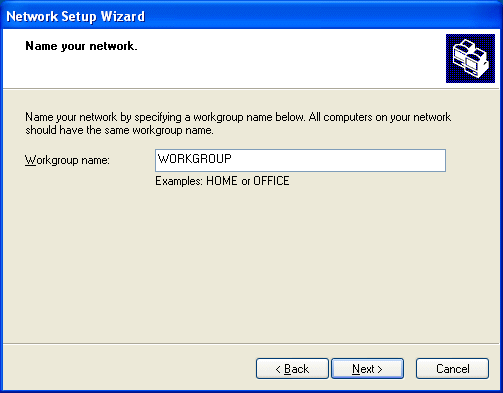 Network Setup Wizard
Name your network.
Name your network by specifying a workgroup name below. All computers on your network
should have the same workgroup name.
Workgroup name: WORKGROUP
Examples: HOME or OFFICE
< Back Next > Cancel